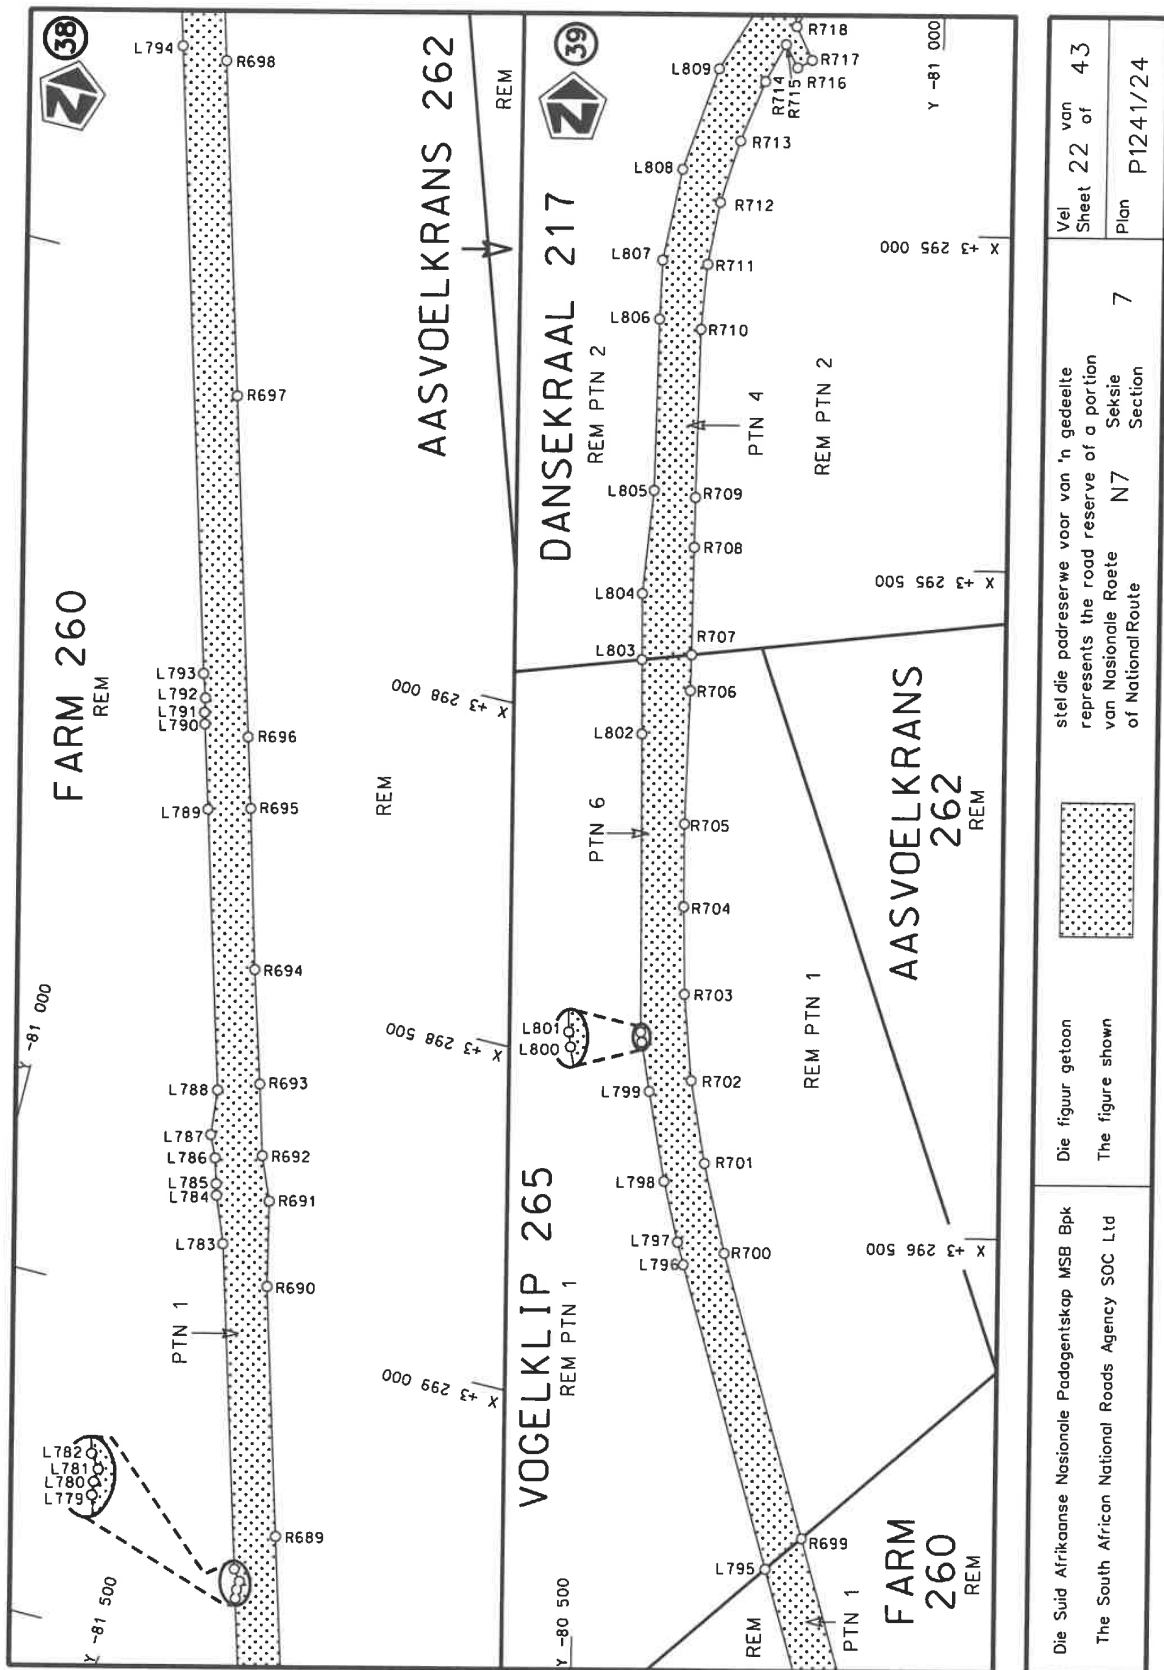 38
Z
L794
R698
AASVOELKRANS 262
REM
FARM 260
REM
R697
L793
L792
L791
L790
L789
R696
R695
REM
X +3 298 000
R694
Y -81 000
X +3 298 500
L788
L787
L786
L785
L784
L783
R693
R692
R691
R690
PTN 1
X +3 299 000
L782
L781
L780
L779
R689
Y -81 500
39
Z
DANSEKRAAL 217
REM PTN 2
L809
L808
L807
L806
L805
L804
L803
L802
R718
R717
R716
R715
R714
R713
R712
R711
R710
R709
R708
R707
R706
R705
R704
R703
R702
R701
R700
R699
Y -81 000
X +3 295 000
PTN 4
REM PTN 2
X +3 295 500
PTN 6
AASVOELKRANS
262
REM
L801
L800
L799
L798
L797
L796
L795
REM PTN 1
X +3 296 500
VOGELKLIP 265
REM PTN 1
Y -80 500
REM
PTN 1
FARM
260
REM
Die Suid Afrikaanse Nasionale Padagentskap MSB Bpk
The South African National Roads Agency SOC Ltd
Die figuur getoon
The figure shown
stel die padreserwe voor van 'n gedeelte
represents the road reserve of a portion
van Nasionale Roete N7 Seksie 7
of National Route Section
Vel 22 van 43
Sheet of
Plan P1241/24